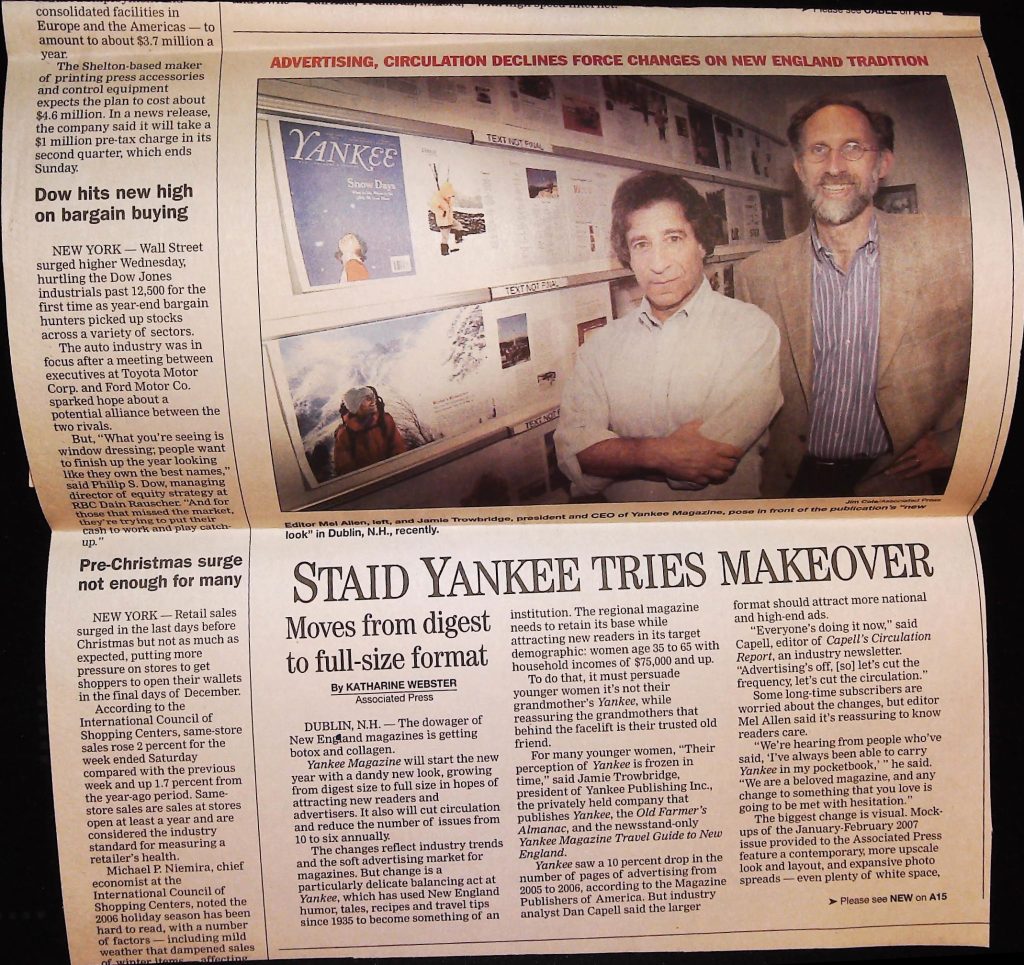 consolidated facilities in
Europe and the Americas — to
amount to about $3.7 million a
year.
The Shelton-based maker
of printing press accessories
and control equipment
expects the plan to cost about
$4.6 million. In a news release,
the company said it will take a
$1 million pre-tax charge in its
second quarter, which ends
Sunday.
Dow hits new high
on bargain buying
NEW YORK — Wall Street
surged higher Wednesday,
hurtling the Dow Jones
industrials past 12,500 for the
first time as year-end bargain
hunters picked up stocks
across a variety of sectors.
The auto industry was in
focus after a meeting between
executives at Toyota Motor
Corp. and Ford Motor Co.
sparked hope about a
potential alliance between the
two rivals.
But, “What you’re seeing is
window dressing; people want
to finish up the year looking
like they own the best names,”
said Philip S. Dow, managing
director of equity strategy at
RBC Dain Rauscher. “And for
those that missed the market,
they’re trying to put their
cash to work and play catch-
up.”
Pre-Christmas surge
not enough for many
NEW YORK — Retail sales
surged in the last days before
Christmas but not as much as
expected, putting more
pressure on stores to get
shoppers to open their wallets
in the final days of December.
According to the
International Council of
Shopping Centers, same-store
sales rose 2 percent for the
week ended Saturday
compared with the previous
week and up 1.7 percent from
the year-ago period. Same-
store sales are sales at stores
open at least a year and are
considered the industry
standard for measuring a
retailer’s health.
Michael P. Niemira, chief
economist at the
International Council of
Shopping Centers, noted the
2006 holiday season has been
hard to read, with a number
of factors — including mild
weather that dampened sales
of winter items — affecting
➤ Please see CABLE on A15
ADVERTISING, CIRCULATION DECLINES FORCE CHANGES ON NEW ENGLAND TRADITION
YANKEE
Snow Days
TEXT NOT FINAL
TEXT NOT FINAL
TEXT NOT
Jim Cole/Associated Press
Editor Mel Allen, left, and Jamie Trowbridge, president and CEO of Yankee Magazine, pose in front of the publication’s “new
look” in Dublin, N.H., recently.
STAID YANKEE TRIES MAKEOVER
Moves from digest
to full-size format
By KATHARINE WEBSTER
Associated Press
DUBLIN, N.H. — The dowager of
New England magazines is getting
botox and collagen.
Yankee Magazine will start the new
year with a dandy new look, growing
from digest size to full size in hopes of
attracting new readers and
advertisers. It also will cut circulation
and reduce the number of issues from
10 to six annually.
The changes reflect industry trends
and the soft advertising market for
magazines. But change is a
particularly delicate balancing act at
Yankee, which has used New England
humor, tales, recipes and travel tips
since 1935 to become something of an
institution. The regional magazine
needs to retain its base while
attracting new readers in its target
demographic: women age 35 to 65 with
household incomes of $75,000 and up.
To do that, it must persuade
younger women it’s not their
grandmother’s Yankee, while
reassuring the grandmothers that
behind the facelift is their trusted old
friend.
For many younger women, “Their
perception of Yankee is frozen in
time,” said Jamie Trowbridge,
president of Yankee Publishing Inc.,
the privately held company that
publishes Yankee, the Old Farmer’s
Almanac, and the newsstand-only
Yankee Magazine Travel Guide to New
England.
Yankee saw a 10 percent drop in the
number of pages of advertising from
2005 to 2006, according to the Magazine
Publishers of America. But industry
analyst Dan Capell said the larger
format should attract more national
and high-end ads.
“Everyone’s doing it now,” said
Capell, editor of Capell’s Circulation
Report, an industry newsletter.
“Advertising’s off, [so] let’s cut the
frequency, let’s cut the circulation.”
Some long-time subscribers are
worried about the changes, but editor
Mel Allen said it’s reassuring to know
readers care.
“We’re hearing from people who’ve
said, ‘I’ve always been able to carry
Yankee in my pocketbook,’ ” he said.
“We are a beloved magazine, and any
change to something that you love is
going to be met with hesitation.”
The biggest change is visual. Mock-
ups of the January-February 2007
issue provided to the Associated Press
feature a contemporary, more upscale
look and layout, and expansive photo
spreads — even plenty of white space,
➤ Please see NEW on A15